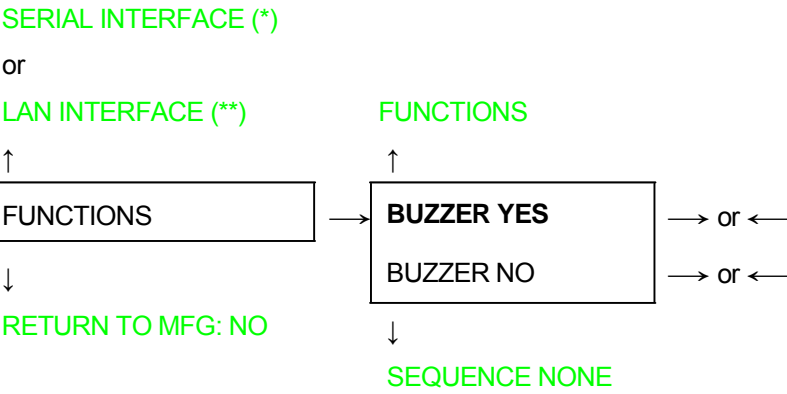 SERIAL INTERFACE (*)
or
LAN INTERFACE (**) FUNCTIONS
↑ ↑
FUNCTIONS → BUZZER YES → or ←
BUZZER NO → or ←
↓
RETURN TO MFG: NO
↓
SEQUENCE NONE